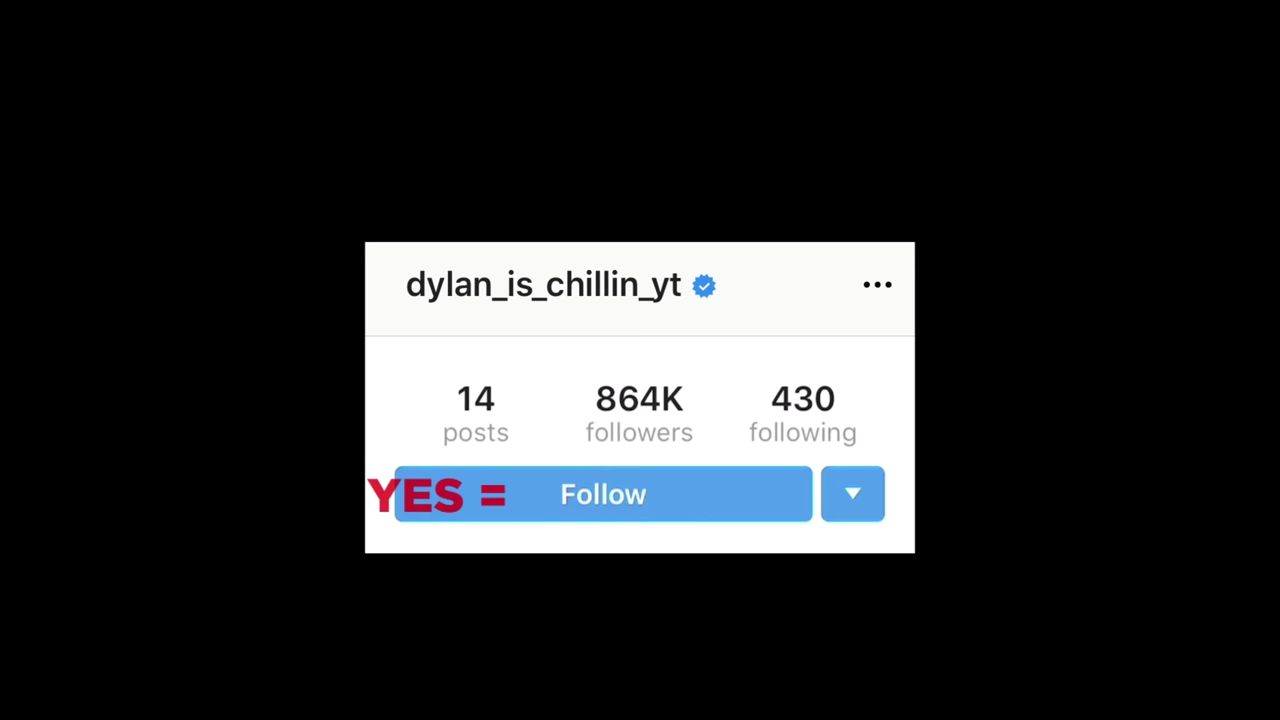 dylan_is_chillin_yt
14 864K 430
posts followers following
YES = Follow